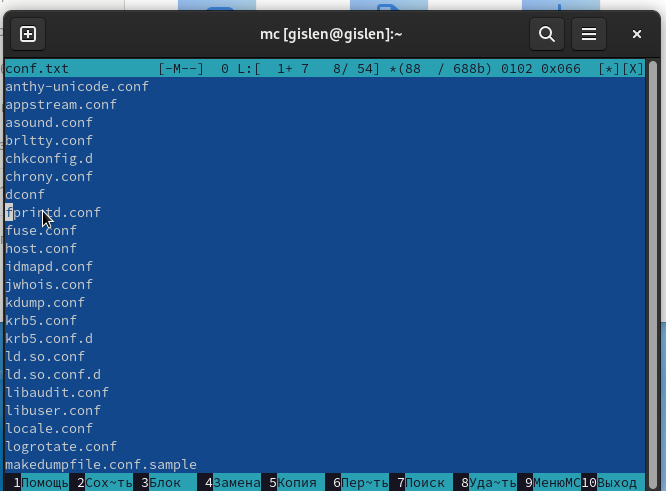 mc [gislen@gislen]:~
conf.txt [-M--] 0 L:[ 1+ 7 8/ 54] *(88 / 688b) 0102 0x066 [*][X]
anthy-unicode.conf
appstream.conf
asound.conf
brltty.conf
chkconfig.d
chrony.conf
dconf
fprintd.conf
fuse.conf
host.conf
idmapd.conf
jwhois.conf
kdump.conf
krb5.conf
krb5.conf.d
ld.so.conf
ld.so.conf.d
libaudit.conf
libuser.conf
locale.conf
logrotate.conf
makedumpfile.conf.sample
1Помощь 2Сох~ть 3Блок 4Замена 5Копия 6Пер~ть 7Поиск 8Уда~ть 9МенюMC 10Выход